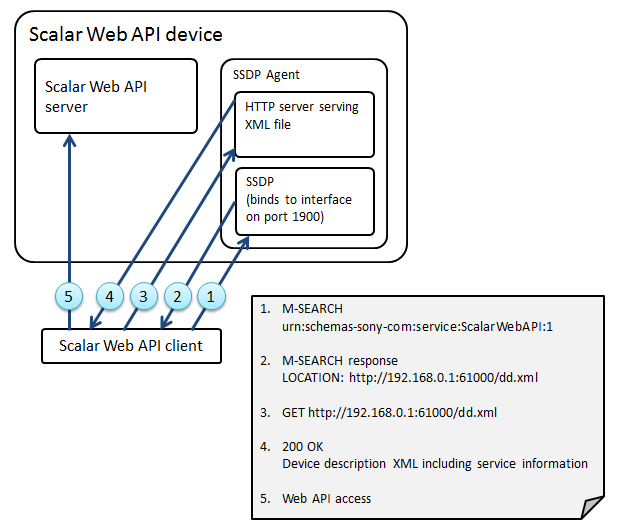 Scalar Web API device
Scalar Web API
server
SSDP Agent
HTTP server serving
XML file
SSDP
(binds to interface
on port 1900)
5
4
3
2
1
Scalar Web API client
1. M-SEARCH
urn:schemas-sony-com:service:ScalarWebAPI:1
2. M-SEARCH response
LOCATION: http://192.168.0.1:61000/dd.xml
3. GET http://192.168.0.1:61000/dd.xml
4. 200 OK
Device description XML including service information
5. Web API access